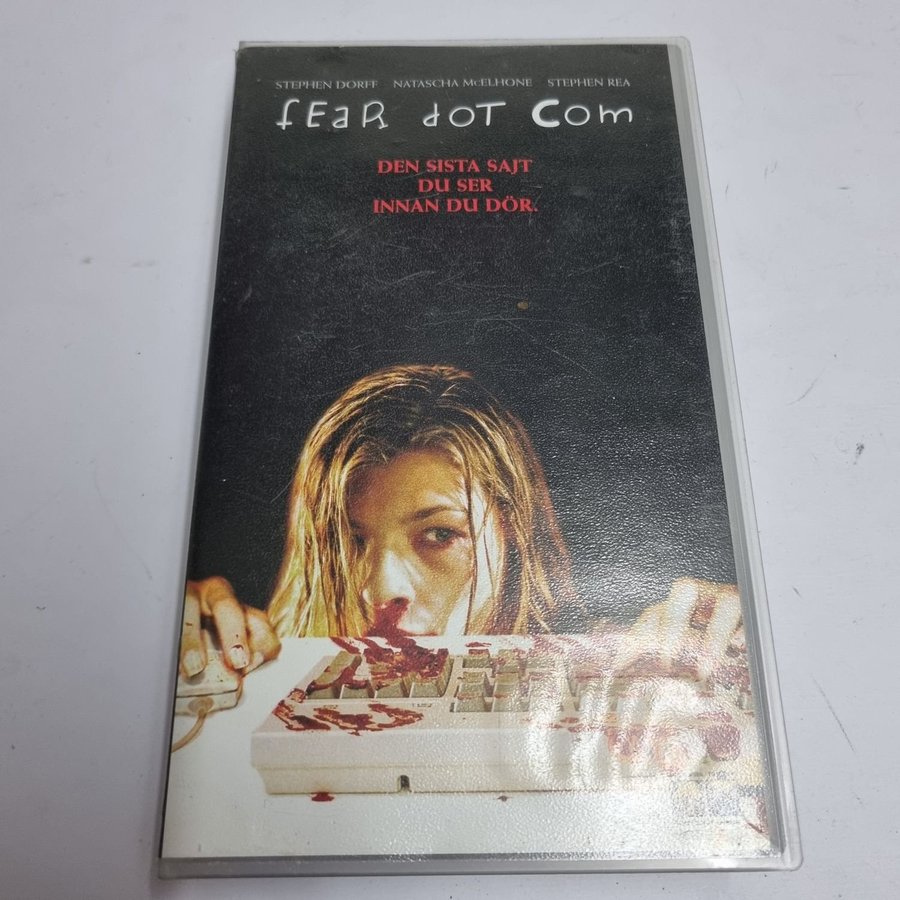 STEPHEN DORFF NATASCHA McELHONE STEPHEN REA
fEaR dOT Com
DEN SISTA SAJT
DU SER
INNAN DU DÖR.